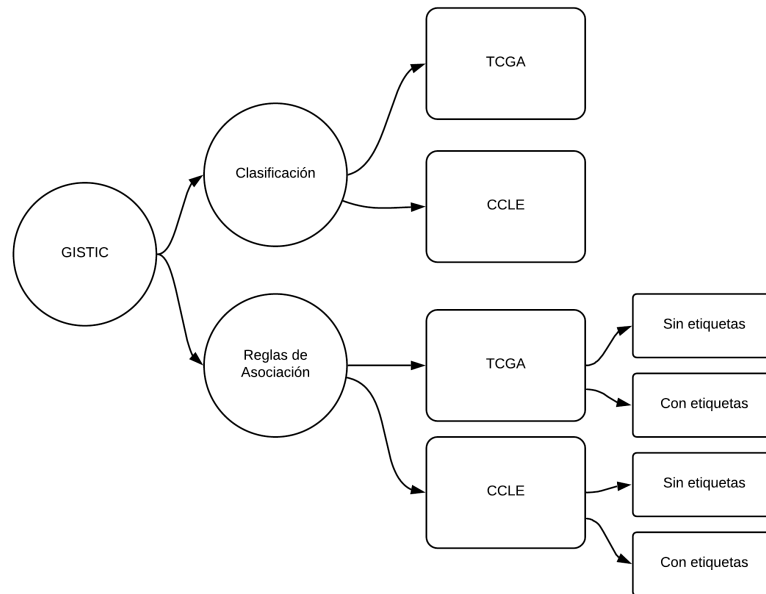 TCGA
Clasificación
CCLE
GISTIC
Sin etiquetas
Reglas de
Asociación
TCGA
Con etiquetas
Sin etiquetas
CCLE
Con etiquetas